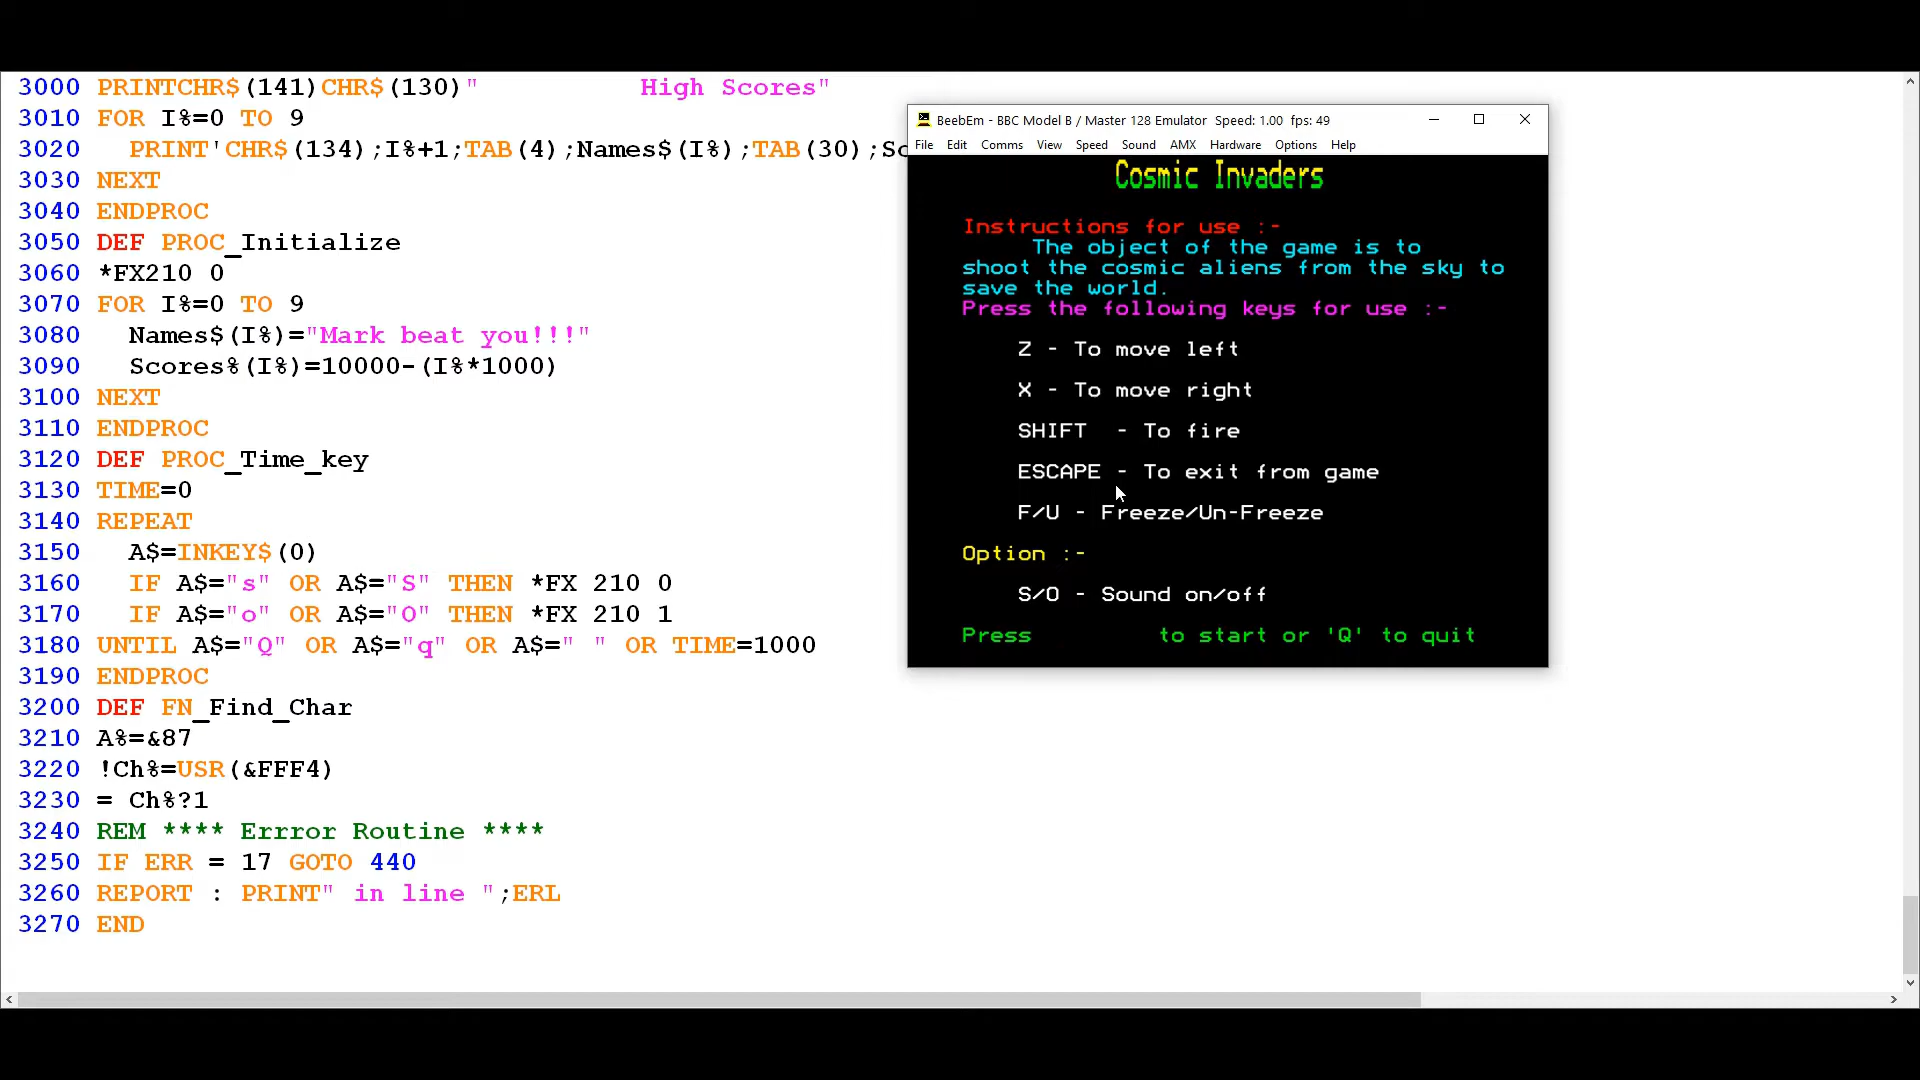 3000 PRINTCHR$(141)CHR$(130)"          High Scores"
3010 FOR I%=0 TO 9
3020   PRINT'CHR$(134);I%+1;TAB(4);Names$(I%);TAB(30);Sc
3030 NEXT
3040 ENDPROC
3050 DEF PROC_Initialize
3060 *FX210 0
3070 FOR I%=0 TO 9
3080   Names$(I%)="Mark beat you!!!"
3090   Scores%(I%)=10000-(I%*1000)
3100 NEXT
3110 ENDPROC
3120 DEF PROC_Time_key
3130 TIME=0
3140 REPEAT
3150   A$=INKEY$(0)
3160   IF A$="s" OR A$="S" THEN *FX 210 0
3170   IF A$="o" OR A$="O" THEN *FX 210 1
3180 UNTIL A$="Q" OR A$="q" OR A$=" " OR TIME=1000
3190 ENDPROC
3200 DEF FN_Find_Char
3210 A%=&87
3220 !Ch%=USR(&FFF4)
3230 = Ch%?1
3240 REM **** Errror Routine ****
3250 IF ERR = 17 GOTO 440
3260 REPORT : PRINT" in line ";ERL
3270 END
BeebEm - BBC Model B / Master 128 Emulator  Speed: 1.00  fps: 49
File Edit Comms View Speed Sound AMX Hardware Options Help
Cosmic Invaders
Instructions for use :-
The object of the game is to
shoot the cosmic aliens from the sky to
save the world.
Press the following keys for use :-
Z - To move left
X - To move right
SHIFT  - To fire
ESCAPE - To exit from game
F/U - Freeze/Un-Freeze
Option :-
S/O - Sound on/off
Press         to start or 'Q' to quit